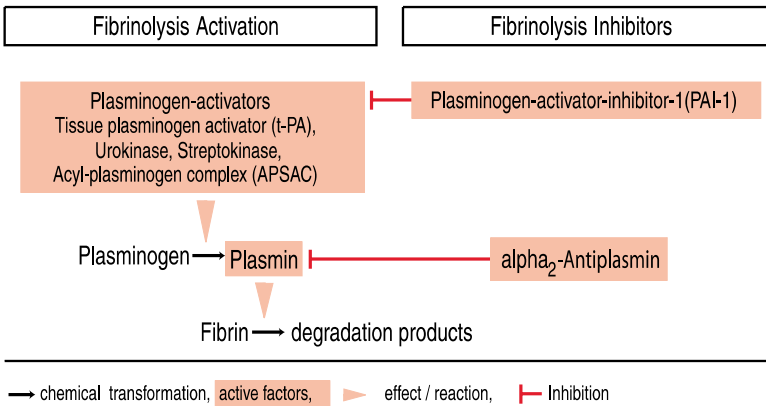 Fibrinolysis Activation
Fibrinolysis Inhibitors
Plasminogen-activators
Tissue plasminogen activator (t-PA),
Urokinase, Streptokinase,
Acyl-plasminogen complex (APSAC)
Plasminogen-activator-inhibitor-1(PAI-1)
Plasminogen
Plasmin
alpha2-Antiplasmin
Fibrin
degradation products
chemical transformation,
active factors,
effect / reaction,
Inhibition